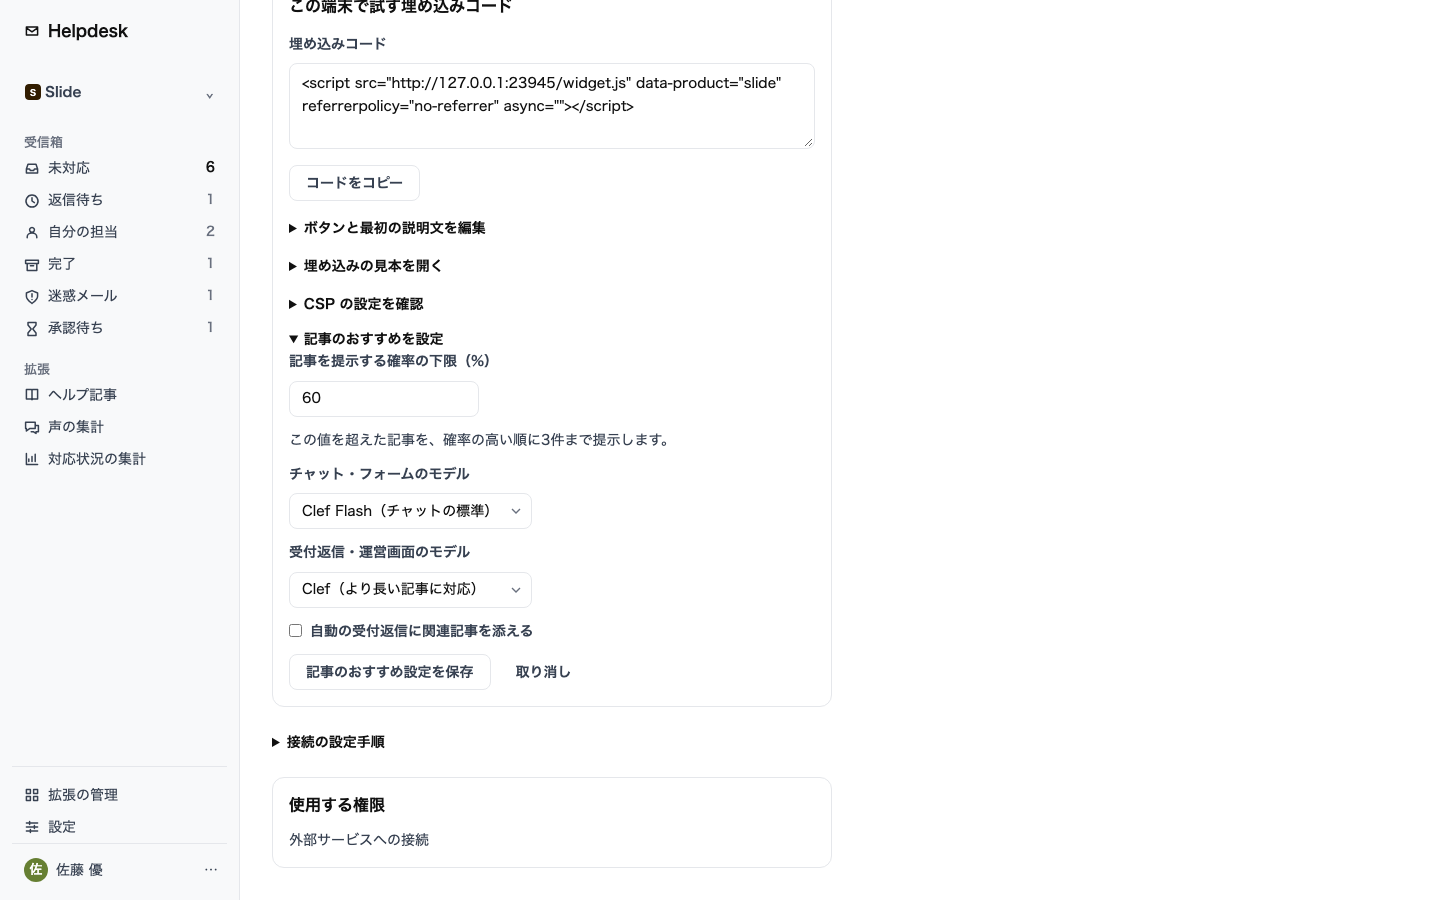 Helpdesk
S Slide
受信箱
未対応 6
返信待ち 1
自分の担当 2
完了 1
迷惑メール 1
承認待ち 1
拡張
ヘルプ記事
声の集計
対応状況の集計
拡張の管理
設定
佐 佐藤 優 …
この端末で試す埋め込みコード
埋め込みコード
<script src="http://127.0.0.1:23945/widget.js" data-product="slide"
referrerpolicy="no-referrer" async=""></script>
コードをコピー
▶ ボタンと最初の説明文を編集
▶ 埋め込みの見本を開く
▶ CSP の設定を確認
▼ 記事のおすすめを設定
記事を提示する確率の下限（%）
60
この値を超えた記事を、確率の高い順に3件まで提示します。
チャット・フォームのモデル
Clef Flash（チャットの標準）
受付返信・運営画面のモデル
Clef（より長い記事に対応）
自動の受付返信に関連記事を添える
記事のおすすめ設定を保存 取り消し
▶ 接続の設定手順
使用する権限
外部サービスへの接続